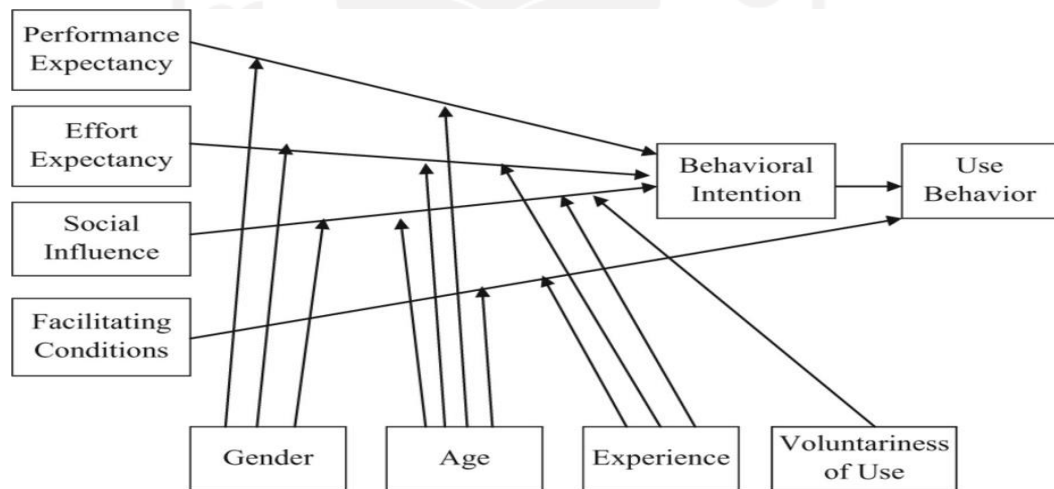 Performance
Expectancy
Effort
Expectancy
Social
Influence
Facilitating
Conditions
Behavioral
Intention
Use
Behavior
Gender
Age
Experience
Voluntariness
of Use